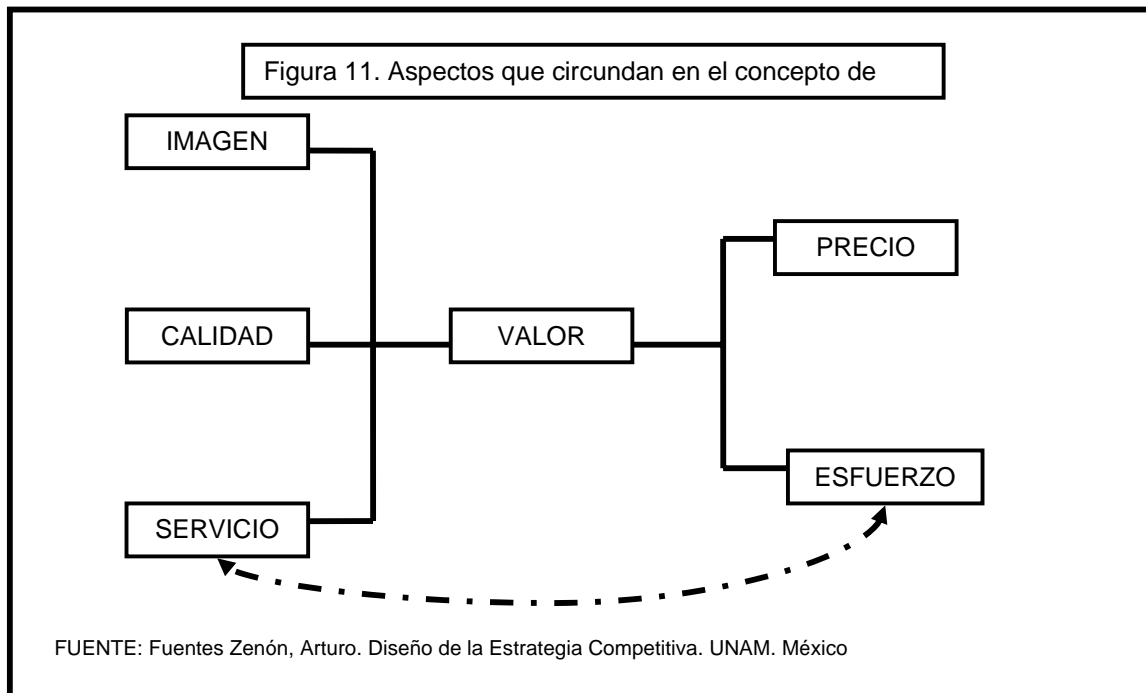 Figura 11. Aspectos que circundan en el concepto de
IMAGEN
PRECIO
CALIDAD
VALOR
ESFUERZO
SERVICIO
FUENTE: Fuentes Zenón, Arturo. Diseño de la Estrategia Competitiva. UNAM. México